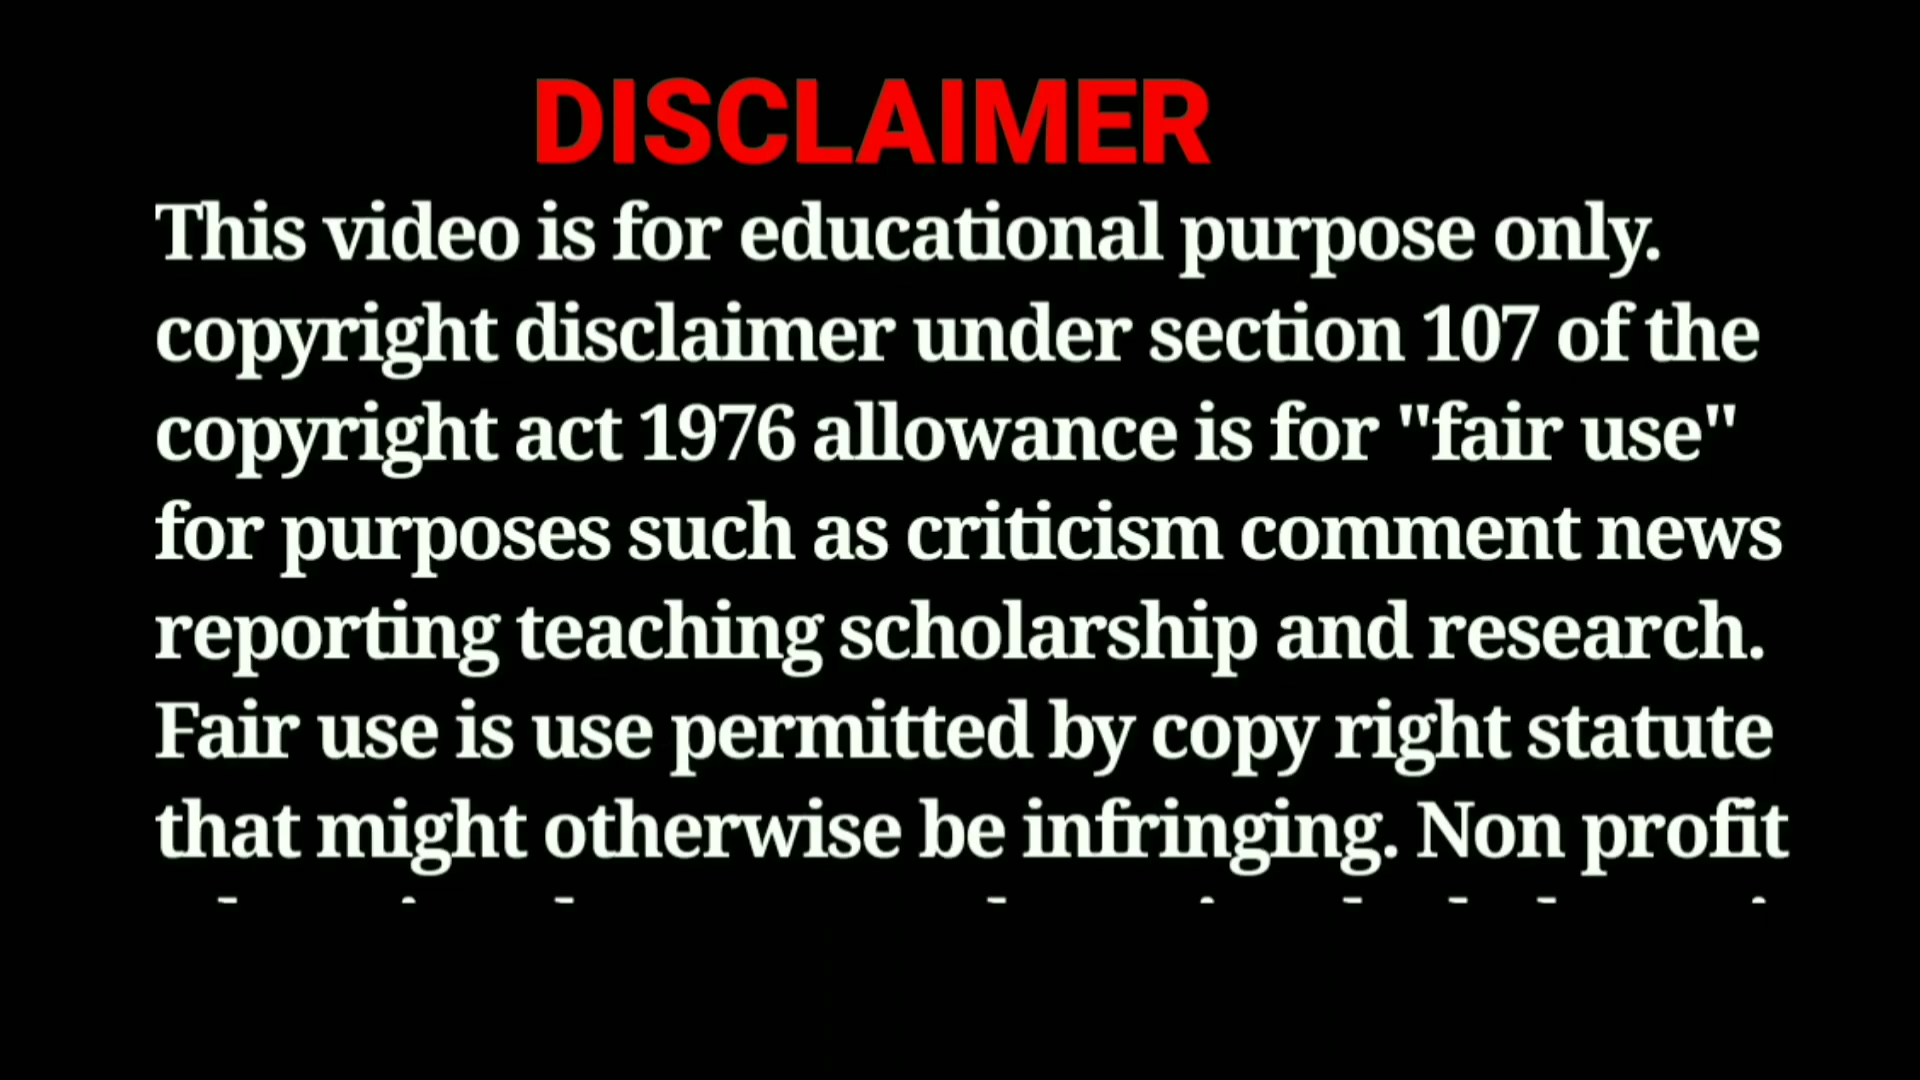 DISCLAIMER
This video is for educational purpose only.
copyright disclaimer under section 107 of the
copyright act 1976 allowance is for "fair use"
for purposes such as criticism comment news
reporting teaching scholarship and research.
Fair use is use permitted by copy right statute
that might otherwise be infringing. Non profit